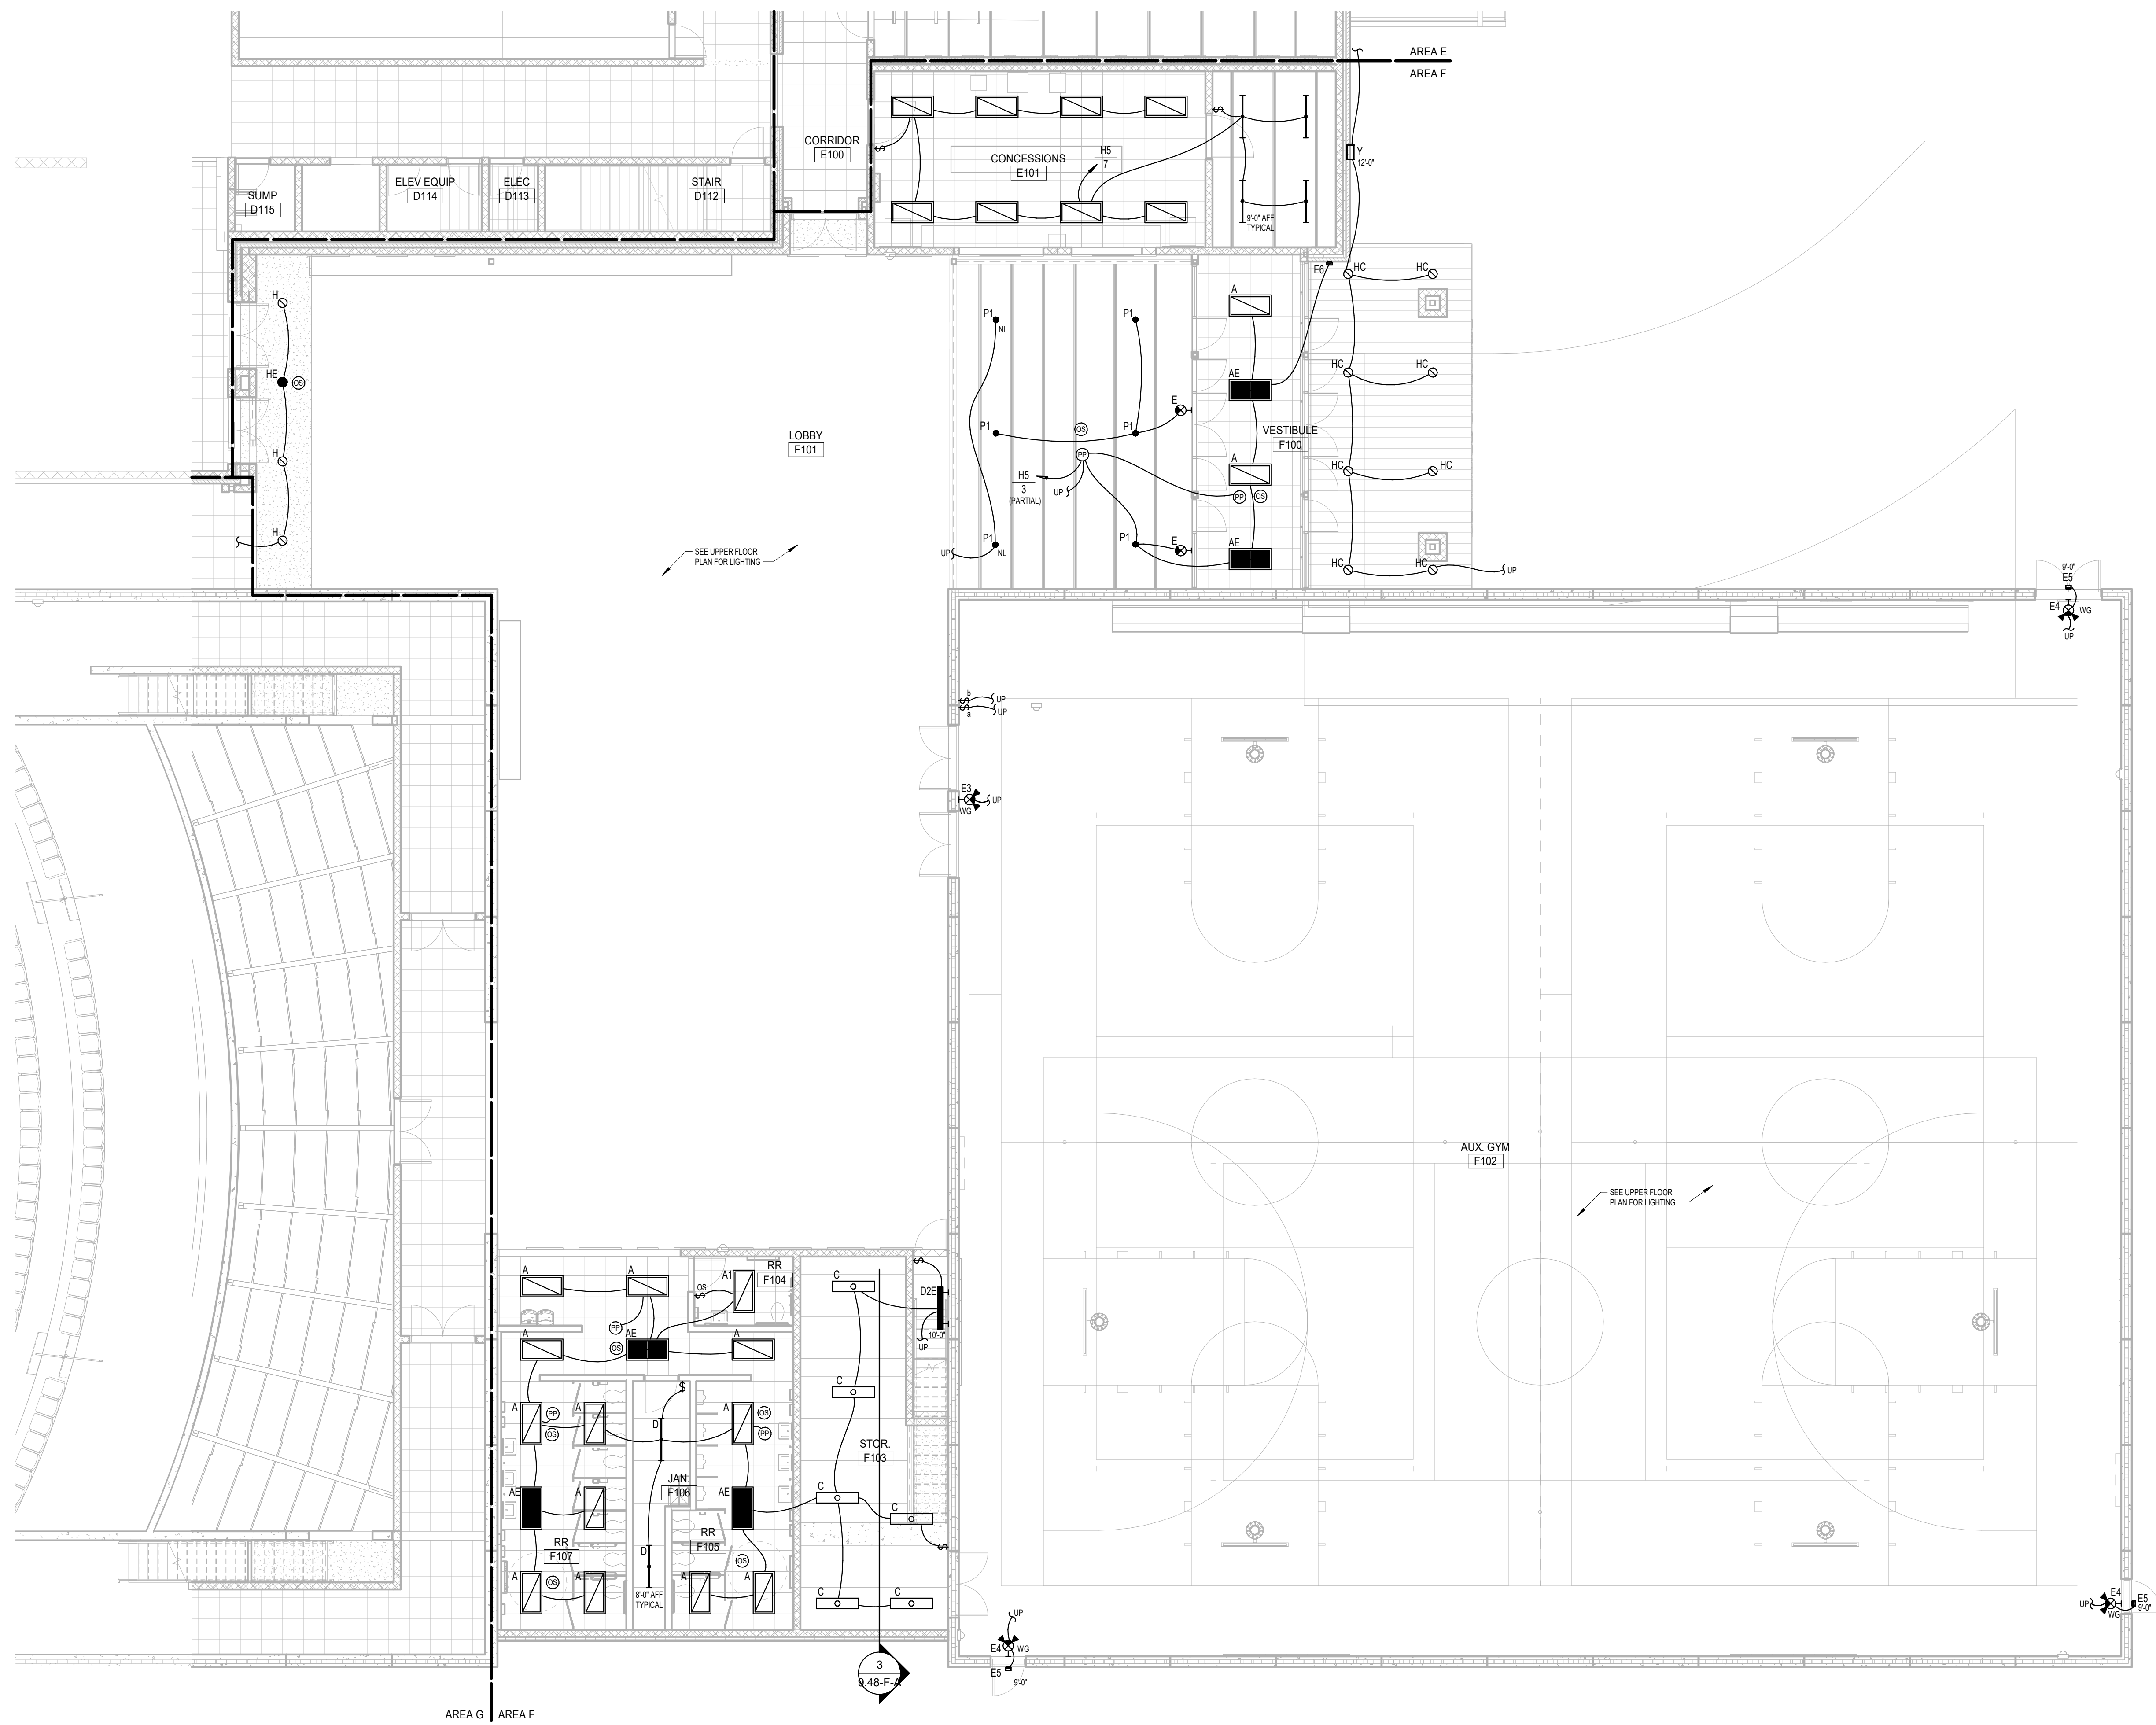 AREA E
AREA F
CORRIDOR
E100
CONCESSIONS
E101
H5
7
Y
12'-0"
SUMP
D115
ELEV EQUIP
D114
ELEC
D113
STAIR
D112
9'-0" AFF
TYPICAL
E6
HC
HC
H
A
P1
NL
P1
HE
OS
HC
HC
AE
E
P1
OS
P1
LOBBY
F101
VESTIBULE
F100
PP
A
H
HC
HC
H5
3
(PARTIAL)
UP
PP
OS
H
P1
NL
UP
P1
E
AE
HC
HC
UP
SEE UPPER FLOOR
PLAN FOR LIGHTING
9'-0"
E5
E4
WG
UP
b
UP
a
UP
E3
WG
UP
AUX. GYM
F102
SEE UPPER FLOOR
PLAN FOR LIGHTING
A
A
A1
RR
F104
OS
C
D2E
10'-0"
UP
PP
A
AE
OS
A
C
A
PP
OS
A
D
A
OS
PP
STOR.
F103
JAN.
F106
AE
A
AE
C
C
RR
F107
RR
F105
D
OS
A
OS
A
A
A
C
C
8'-0" AFF
TYPICAL
UP
E4
WG
E5
9'-0"
E4
UP
WG
E5
9'-0"
3
9.48-F-A
AREA G
AREA F